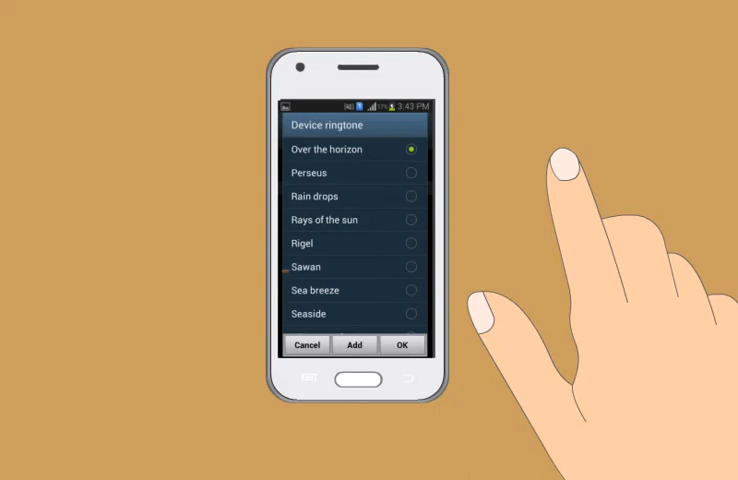 17% 3:43 PM
Device ringtone
Over the horizon
Perseus
Rain drops
Rays of the sun
Rigel
Sawan
Sea breeze
Seaside
Cancel Add OK